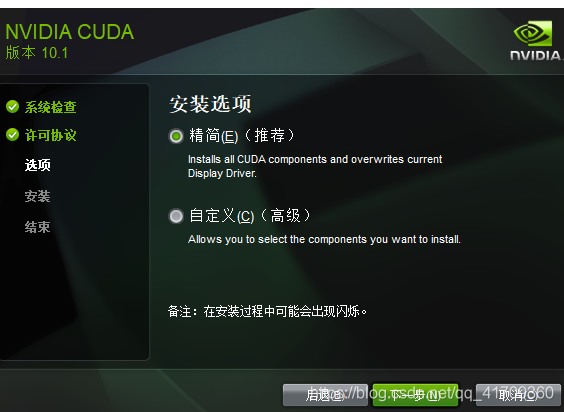 NVIDIA CUDA
版本 10.1
NVIDIA.
系统检查
许可协议
选项
安装
结束
安装选项
精简(E)（推荐）
Installs all CUDA components and overwrites current
Display Driver.
自定义(C)（高级）
Allows you to select the components you want to install.
备注：在安装过程中可能会出现闪烁。
后退(B) 下一步(N) 取消(C)
https://blog.csdn.net/qq_41700360